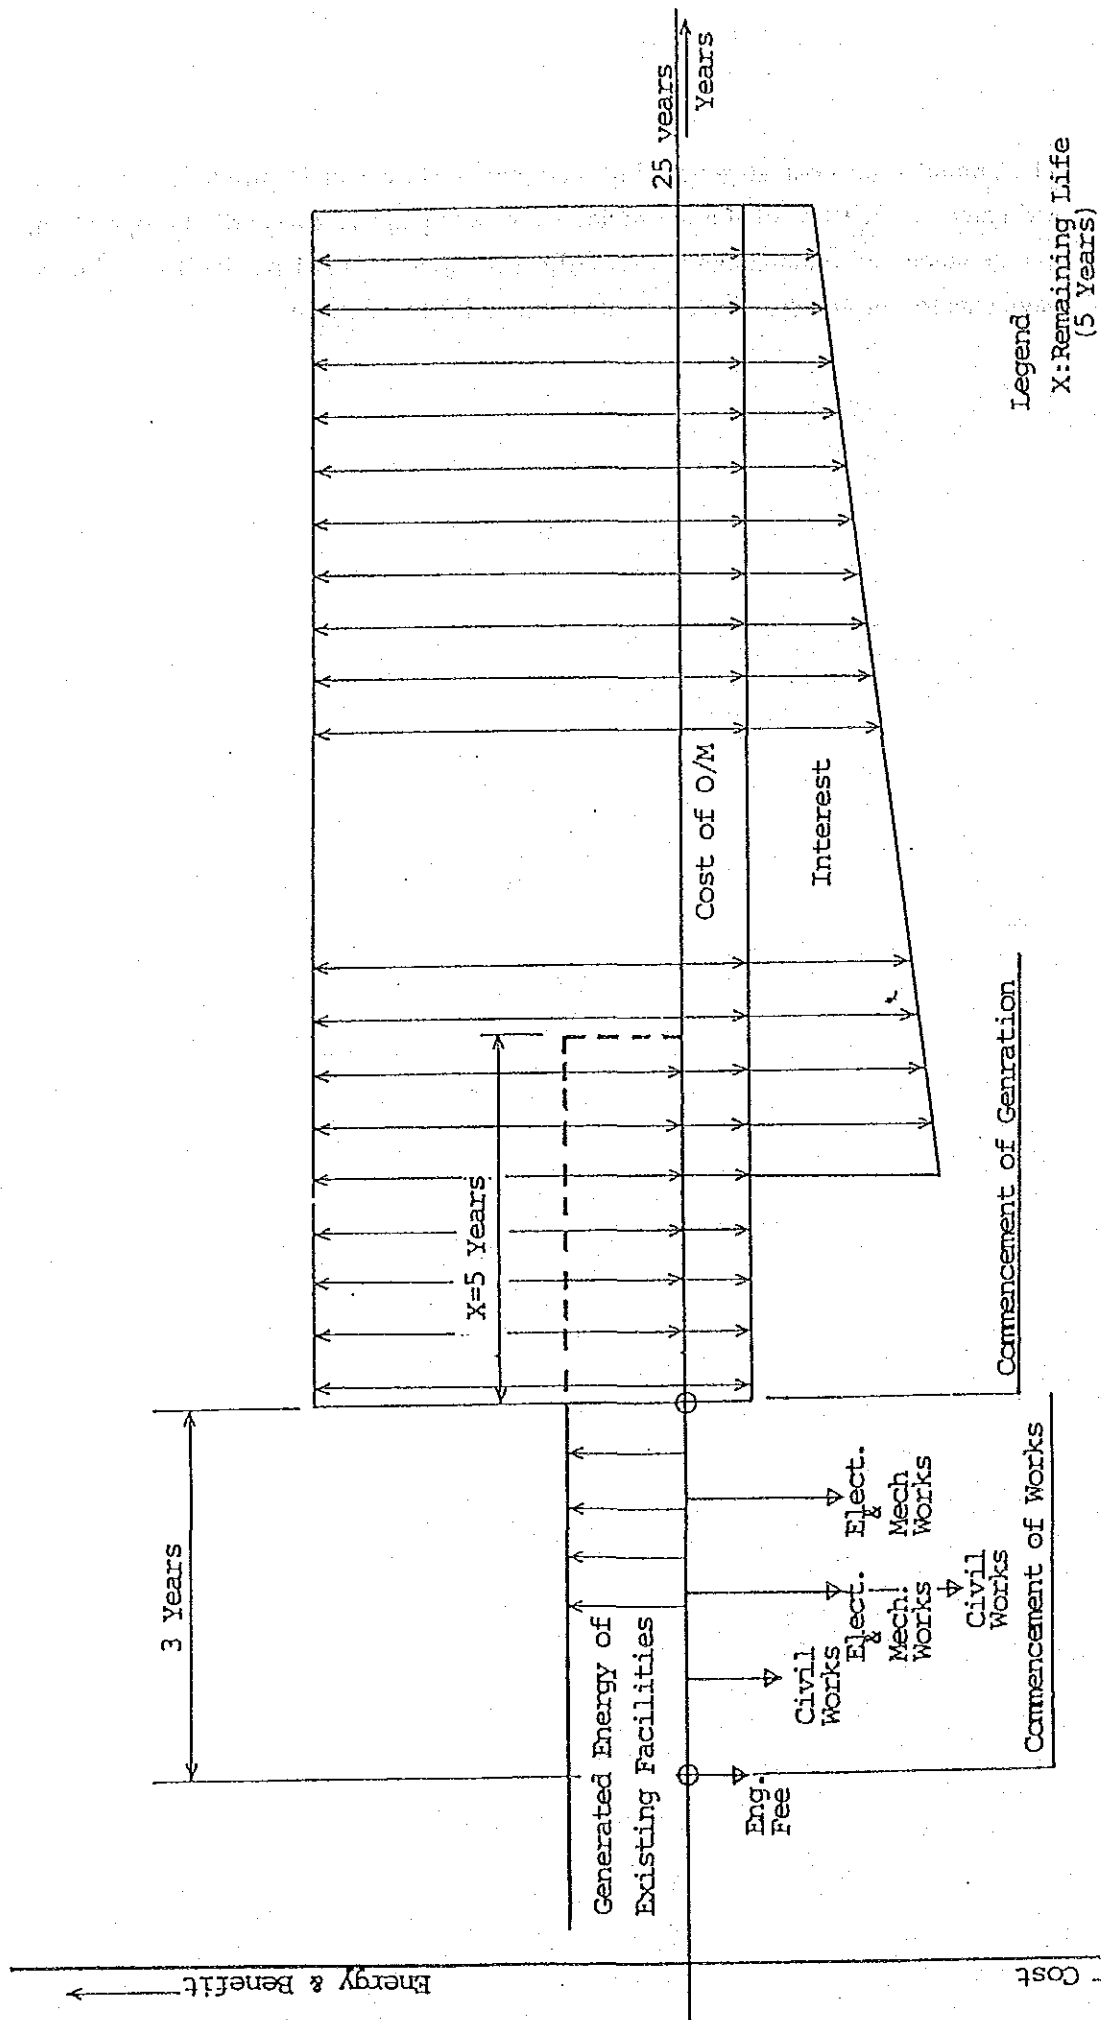 Energy & Benefit
Cost
3 Years
Generated Energy of
Existing Facilities
Eng.
Fee
Civil
Works
Elect.
&
Mech.
Works
Civil
Works
Elect.
&
Mech
Works
Commencement of Works
X=5 Years
Commencement of Genration
Cost of O/M
Interest
25 years
Years
Legend
X:Remaining Life
(5 Years)